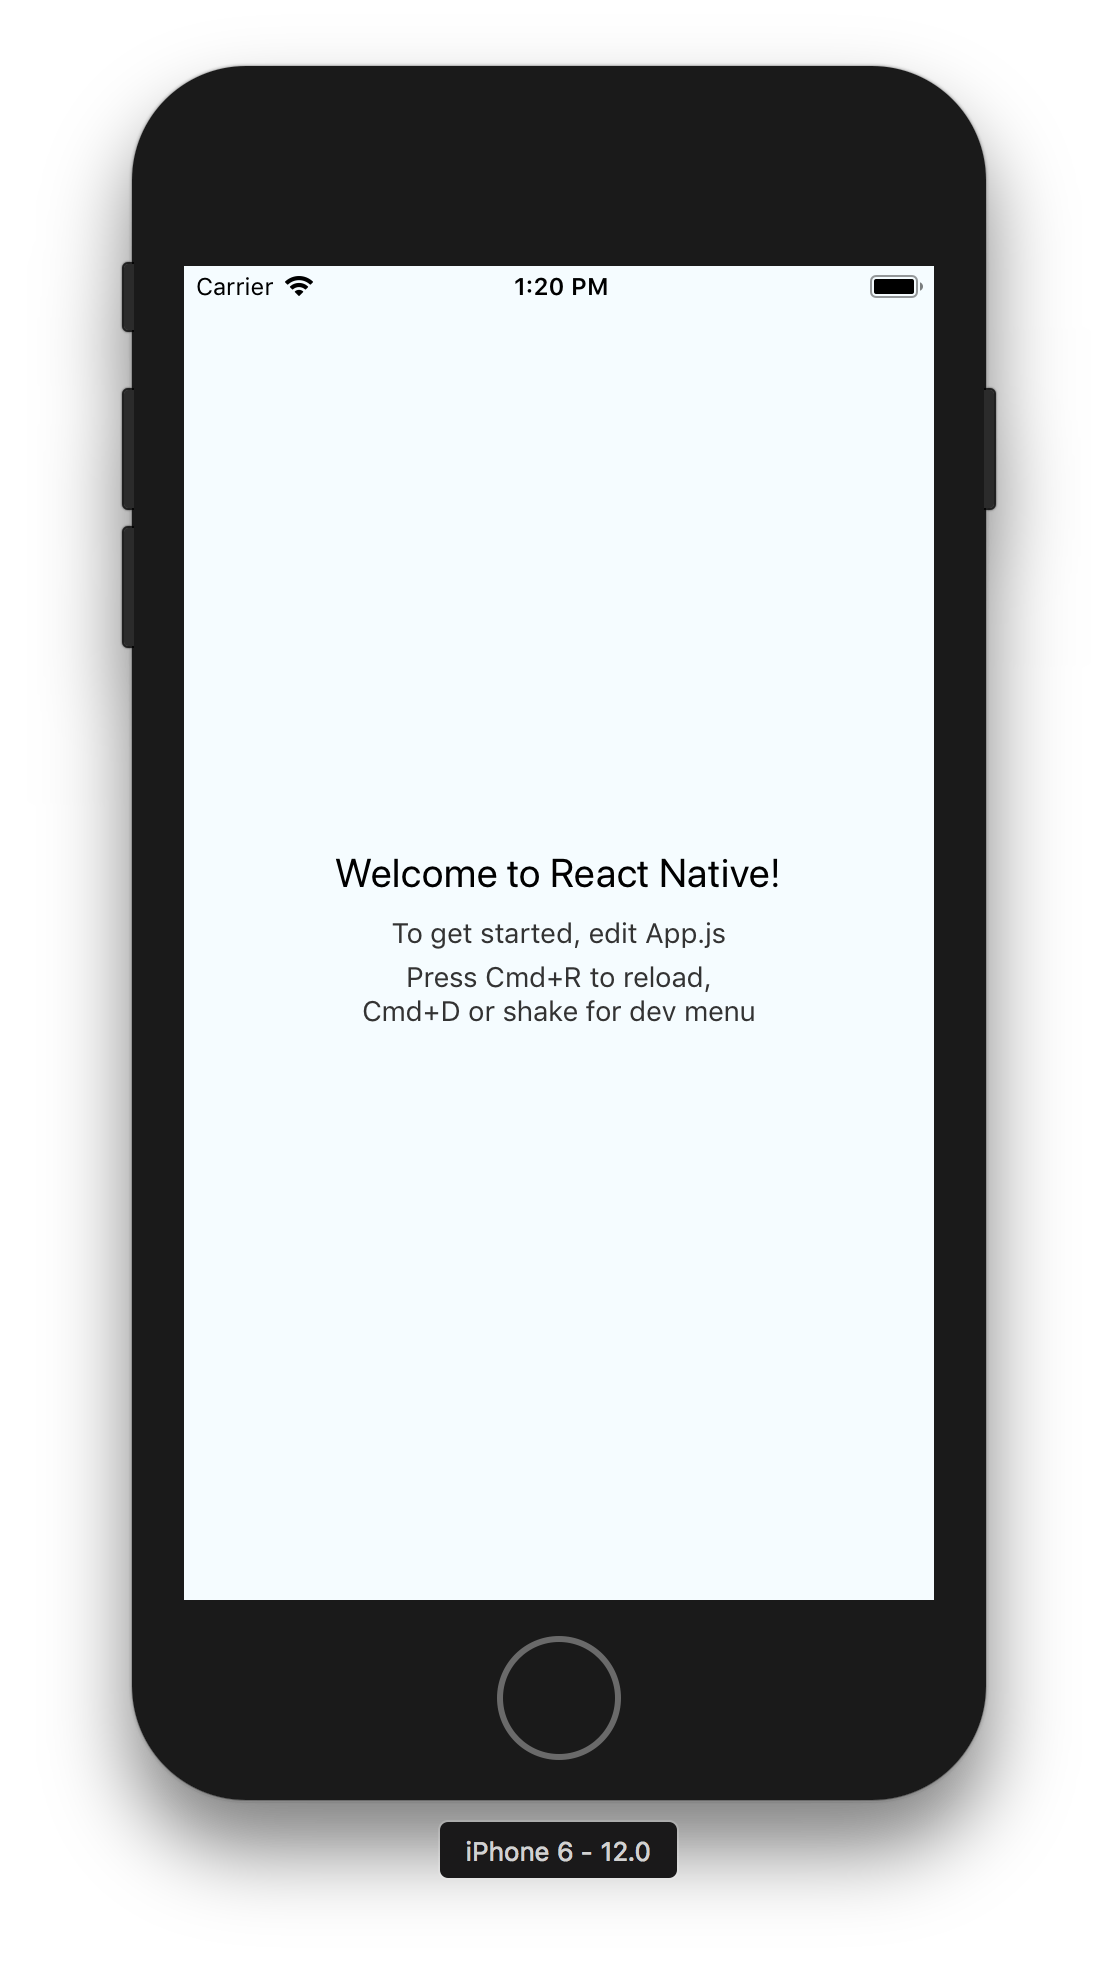 Carrier 1:20 PM
Welcome to React Native!
To get started, edit App.js
Press Cmd+R to reload,
Cmd+D or shake for dev menu
iPhone 6 - 12.0